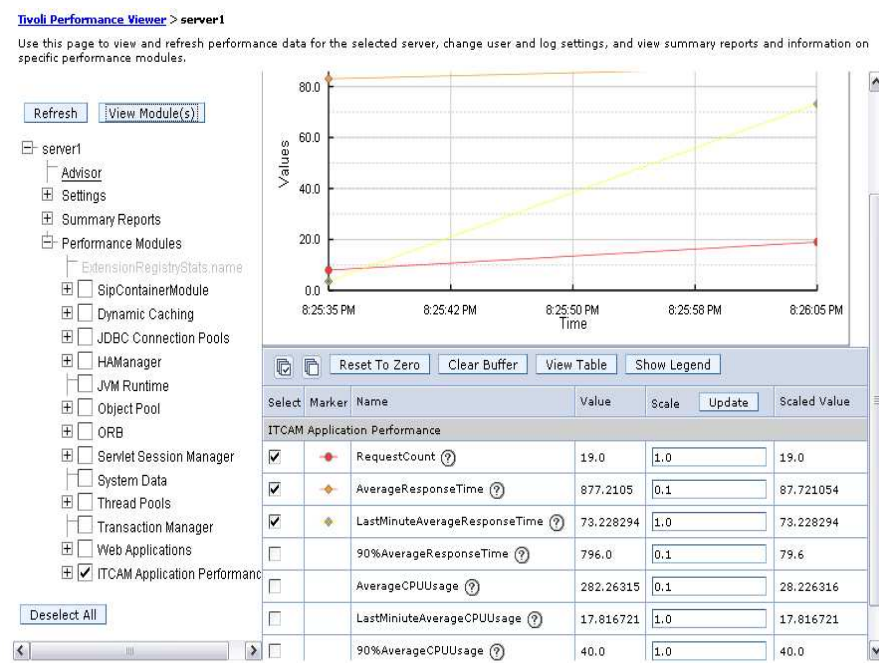 Tivoli Performance Viewer > server1
Use this page to view and refresh performance data for the selected server, change user and log settings, and view summary reports and information on
specific performance modules.
Refresh View Module(s)
server1
Advisor
Settings
Summary Reports
Performance Modules
ExtensionRegistryStats.name
SipContainerModule
Dynamic Caching
JDBC Connection Pools
HAManager
JVM Runtime
Object Pool
ORB
Servlet Session Manager
System Data
Thread Pools
Transaction Manager
Web Applications
ITCAM Application Performanc
Deselect All
Values
80.0
60.0
40.0
20.0
0.0
8:25:35 PM 8:25:42 PM 8:25:50 PM 8:25:58 PM 8:26:05 PM
Time
Reset To Zero Clear Buffer View Table Show Legend
Select Marker Name Value Scale Update Scaled Value
ITCAM Application Performance
RequestCount ? 19.0 1.0 19.0
AverageResponseTime ? 877.2105 0.1 87.721054
LastMinuteAverageResponseTime ? 73.228294 1.0 73.228294
90%AverageResponseTime ? 796.0 0.1 79.6
AverageCPUUsage ? 282.26315 0.1 28.226316
LastMiniuteAverageCPUUsage ? 17.816721 1.0 17.816721
90%AverageCPUUsage ? 40.0 1.0 40.0